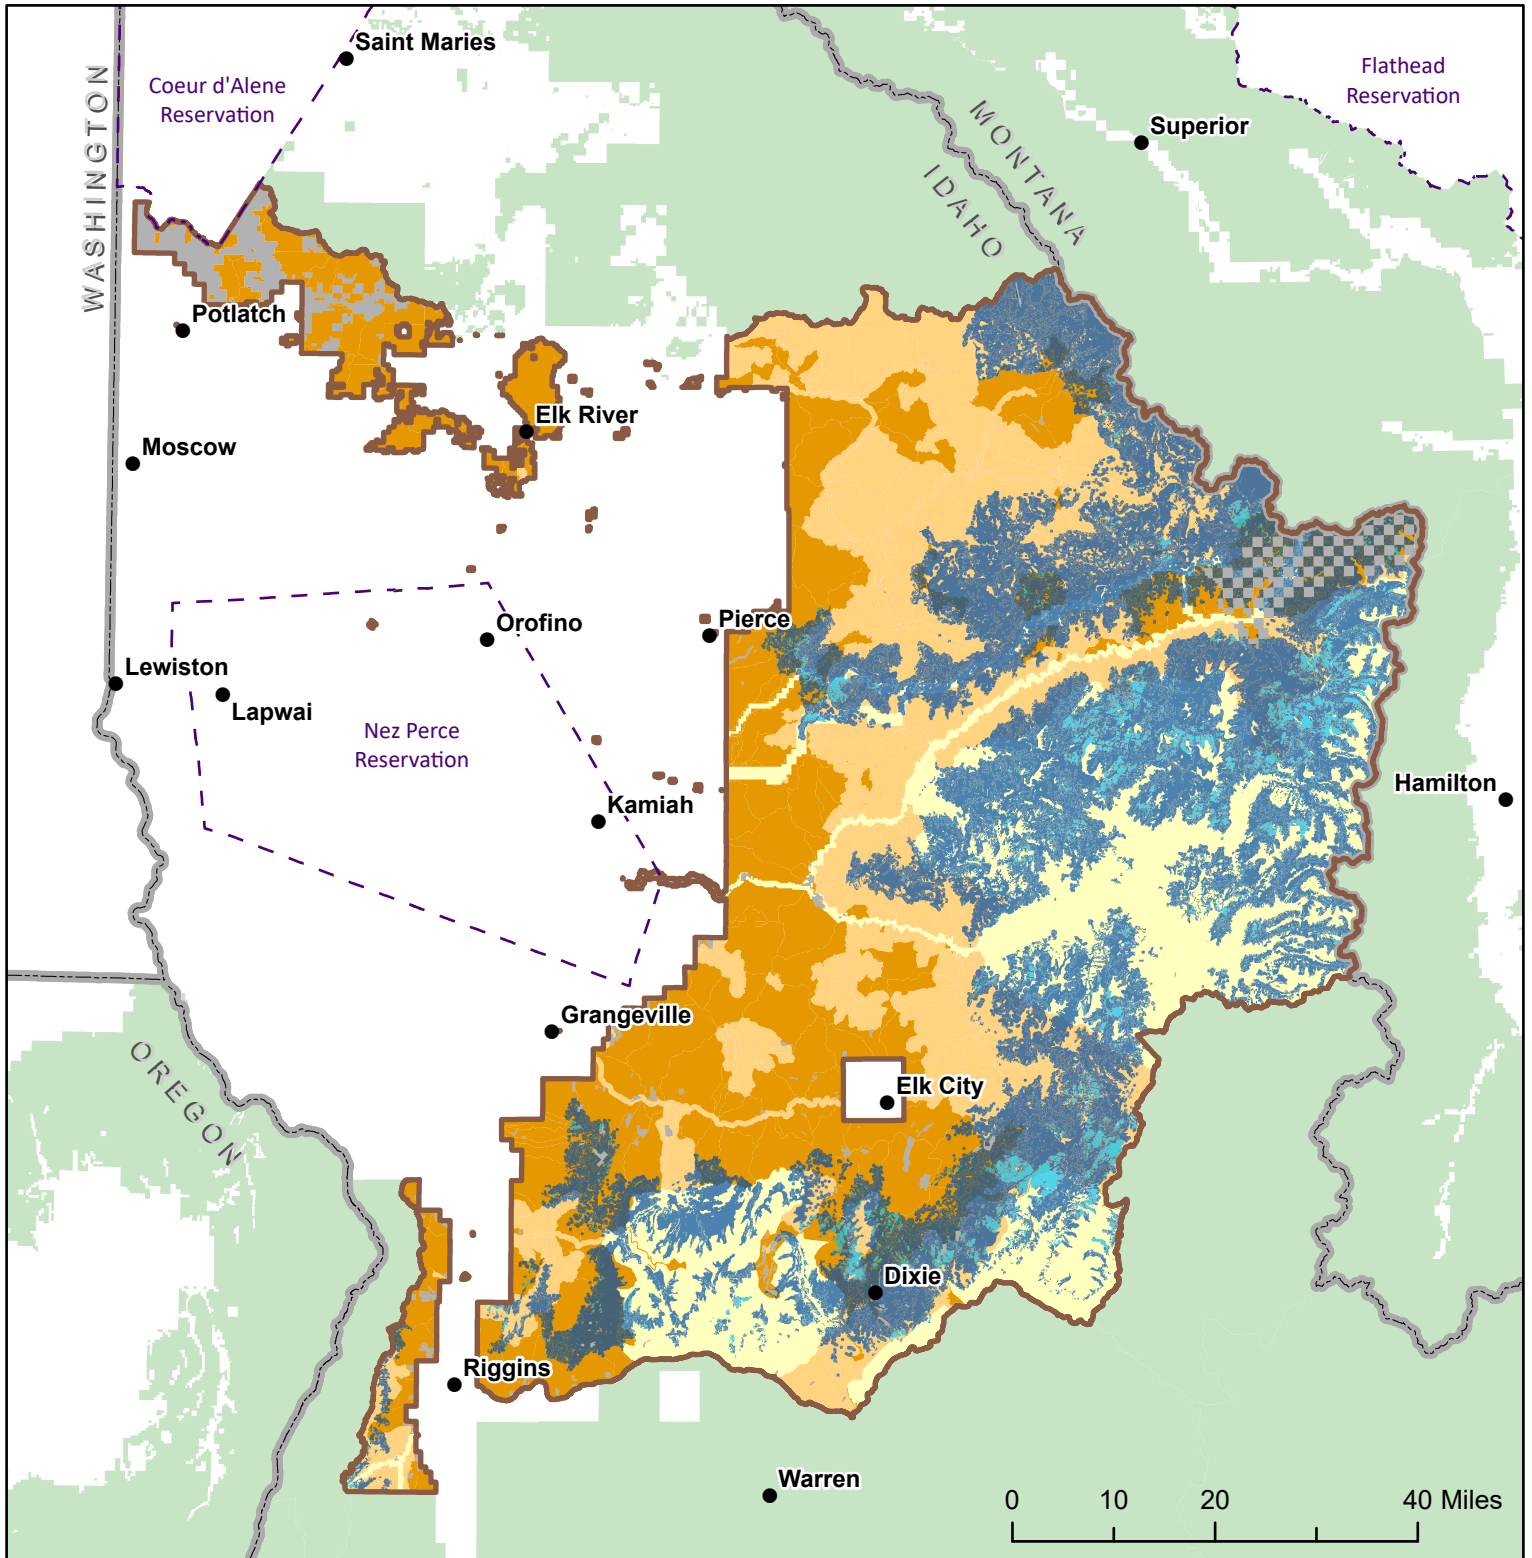 Saint Maries
WASHINGTON
Coeur d'Alene
Reservation
MONTANA
IDAHO
Superior
Flathead
Reservation
Potlatch
Elk River
Moscow
Orofino
Pierce
Lewiston
Lapwai
Nez Perce
Reservation
Kamiah
Hamilton
Grangeville
OREGON
Elk City
Dixie
Riggins
Warren
0 10 20 40 Miles